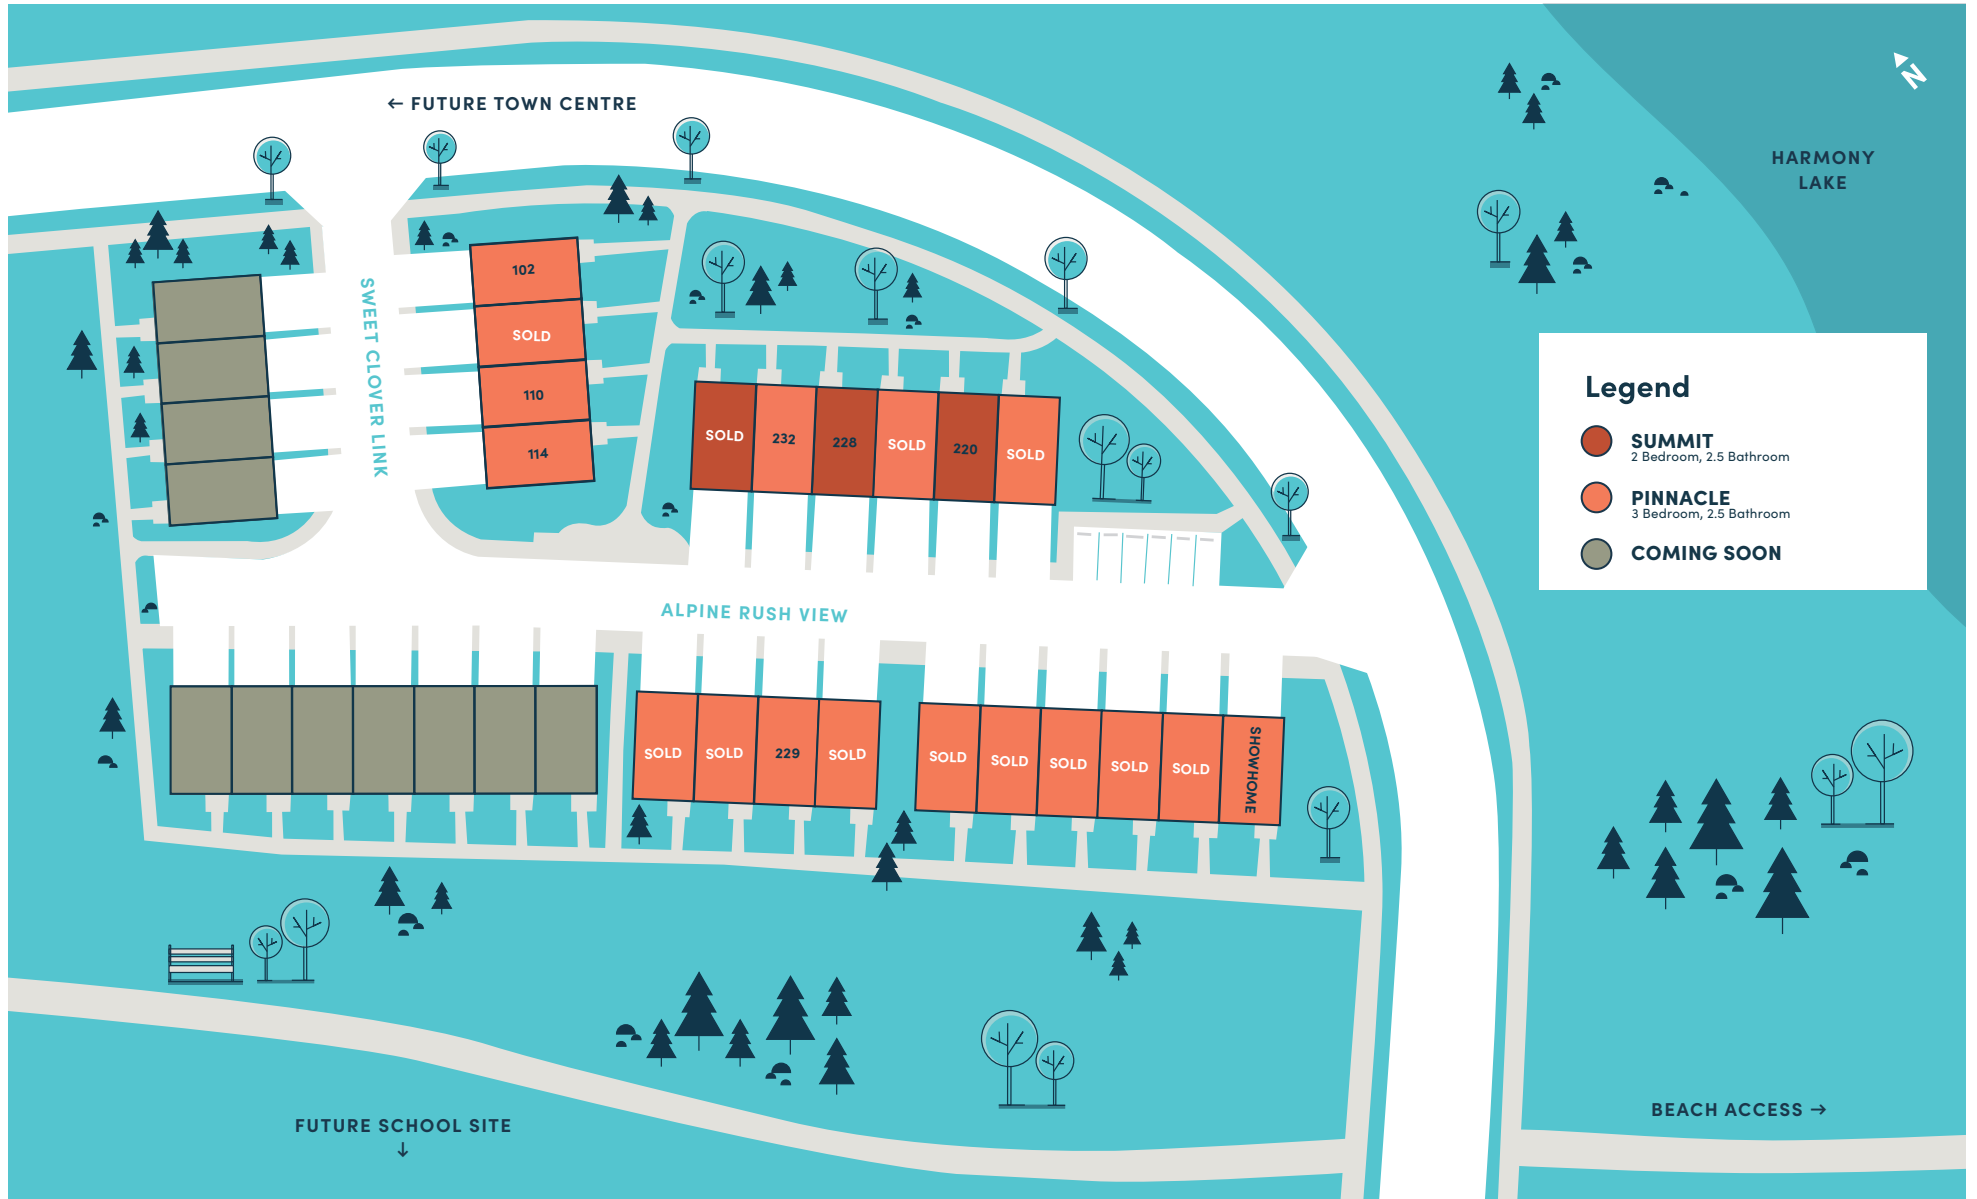 ← FUTURE TOWN CENTRE
N
HARMONY
LAKE
SWEET CLOVER LINK
102
SOLD
110
114
SOLD
232
228
SOLD
220
SOLD
Legend
SUMMIT
2 Bedroom, 2.5 Bathroom
PINNACLE
3 Bedroom, 2.5 Bathroom
COMING SOON
ALPINE RUSH VIEW
SOLD
SOLD
229
SOLD
SOLD
SOLD
SOLD
SOLD
SOLD
SHOWHOME
BEACH ACCESS →
FUTURE SCHOOL SITE
↓